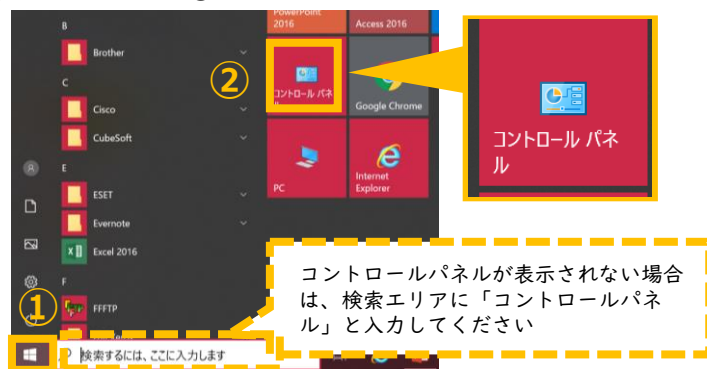 PowerPoint
2016
Access 2016
B
Brother
②
コントロール パネ
ル
Google Chrome
C
Cisco
CubeSoft
コントロール パネ
ル
E
ESET
Evernote
Excel 2016
PC
Internet
Explorer
F
①
FFFTP
コントロールパネルが表示されない場合
は、検索エリアに「コントロールパネ
ル」と入力してください
検索するには、ここに入力します